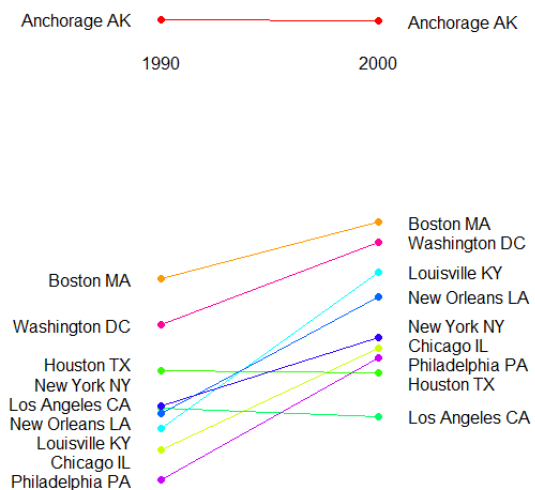 Anchorage AK
Anchorage AK
1990
2000
Boston MA
Washington DC
Houston TX
New York NY
Los Angeles CA
New Orleans LA
Louisville KY
Chicago IL
Philadelphia PA
Boston MA
Washington DC
Louisville KY
New Orleans LA
New York NY
Chicago IL
Philadelphia PA
Houston TX
Los Angeles CA